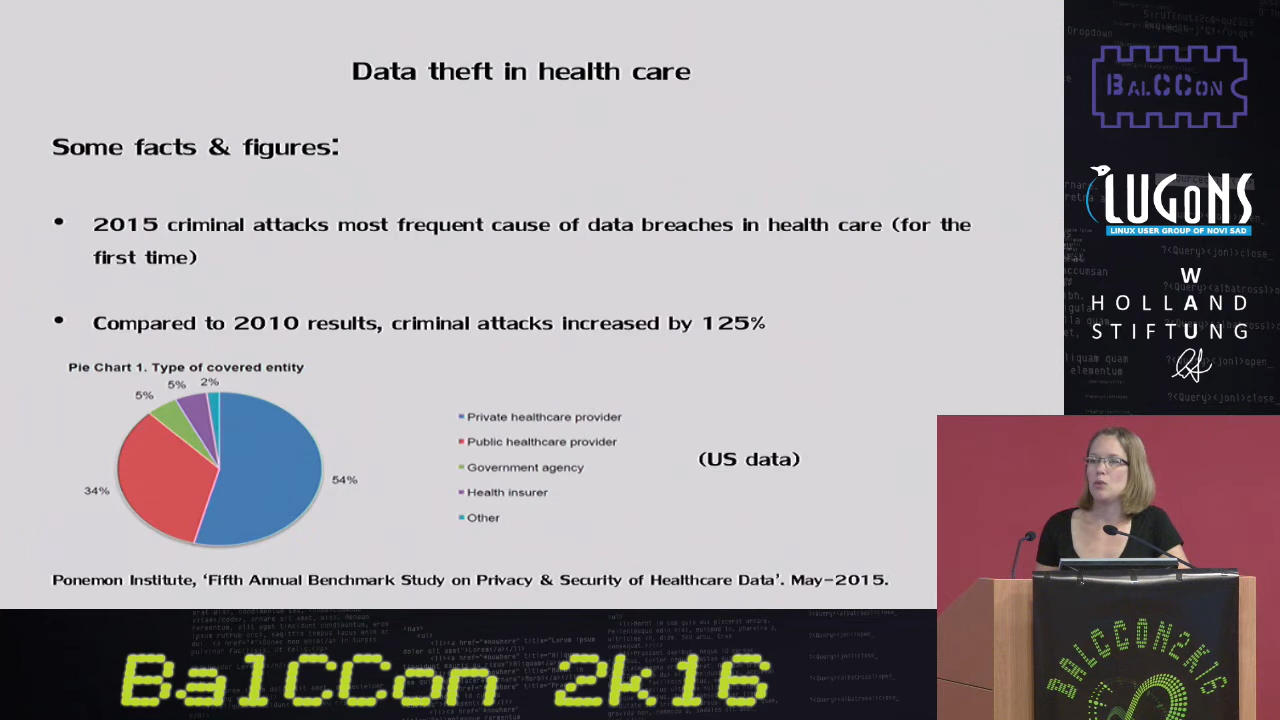 Data theft in health care
Some facts & figures:
• 2015 criminal attacks most frequent cause of data breaches in health care (for the
first time)
• Compared to 2010 results, criminal attacks increased by 125%
Pie Chart 1. Type of covered entity
5%
5%
2%
34%
54%
Private healthcare provider
Public healthcare provider
Government agency
Health insurer
Other
(US data)
Ponemon Institute, ‘Fifth Annual Benchmark Study on Privacy & Security of Healthcare Data’. May-2015.
BALCCON
LUGONS
LINUX USER GROUP OF NOVI SAD
W
HOLLAND
STIFTUNG
Dropdown
?<Query><joni>close_
BalCCon 2k16